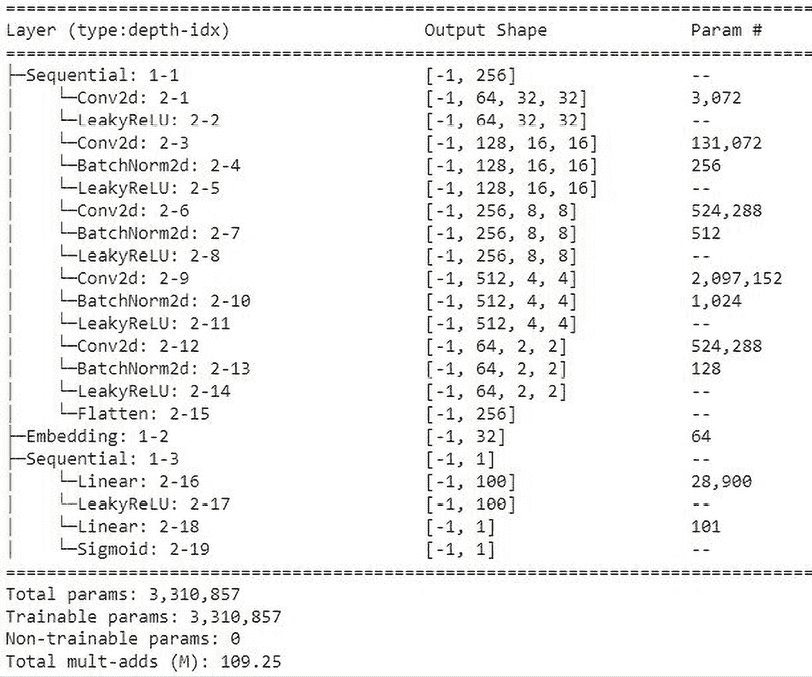 ==========================================================================================
Layer (type:depth-idx)                   Output Shape              Param #
==========================================================================================
├─Sequential: 1-1                        [-1, 256]                 --
|    └─Conv2d: 2-1                       [-1, 64, 32, 32]          3,072
|    └─LeakyReLU: 2-2                    [-1, 64, 32, 32]          --
|    └─Conv2d: 2-3                       [-1, 128, 16, 16]         131,072
|    └─BatchNorm2d: 2-4                  [-1, 128, 16, 16]         256
|    └─LeakyReLU: 2-5                    [-1, 128, 16, 16]         --
|    └─Conv2d: 2-6                       [-1, 256, 8, 8]           524,288
|    └─BatchNorm2d: 2-7                  [-1, 256, 8, 8]           512
|    └─LeakyReLU: 2-8                    [-1, 256, 8, 8]           --
|    └─Conv2d: 2-9                       [-1, 512, 4, 4]           2,097,152
|    └─BatchNorm2d: 2-10                 [-1, 512, 4, 4]           1,024
|    └─LeakyReLU: 2-11                   [-1, 512, 4, 4]           --
|    └─Conv2d: 2-12                      [-1, 64, 2, 2]            524,288
|    └─BatchNorm2d: 2-13                 [-1, 64, 2, 2]            128
|    └─LeakyReLU: 2-14                   [-1, 64, 2, 2]            --
|    └─Flatten: 2-15                     [-1, 256]                 --
├─Embedding: 1-2                         [-1, 32]                  64
├─Sequential: 1-3                        [-1, 1]                   --
|    └─Linear: 2-16                      [-1, 100]                 28,900
|    └─LeakyReLU: 2-17                   [-1, 100]                 --
|    └─Linear: 2-18                      [-1, 1]                   101
|    └─Sigmoid: 2-19                     [-1, 1]                   --
==========================================================================================
Total params: 3,310,857
Trainable params: 3,310,857
Non-trainable params: 0
Total mult-adds (M): 109.25